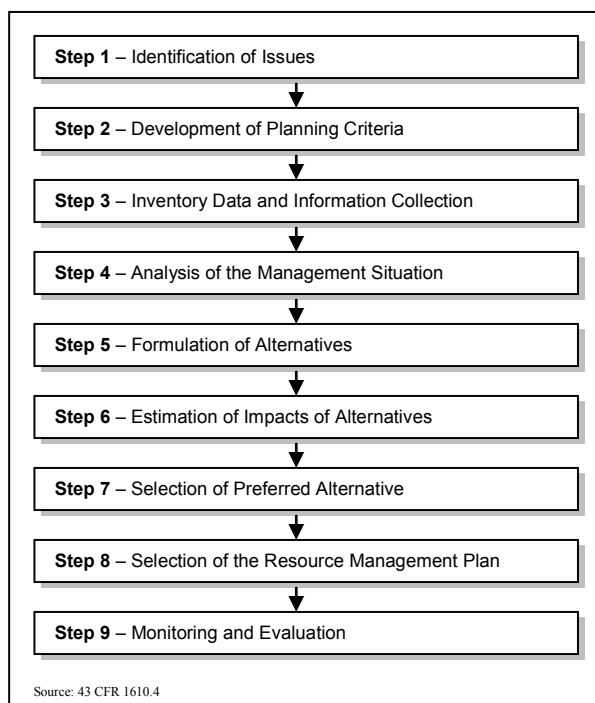 Step 1 – Identification of Issues
Step 2 – Development of Planning Criteria
Step 3 – Inventory Data and Information Collection
Step 4 – Analysis of the Management Situation
Step 5 – Formulation of Alternatives
Step 6 – Estimation of Impacts of Alternatives
Step 7 – Selection of Preferred Alternative
Step 8 – Selection of the Resource Management Plan
Step 9 – Monitoring and Evaluation
Source: 43 CFR 1610.4